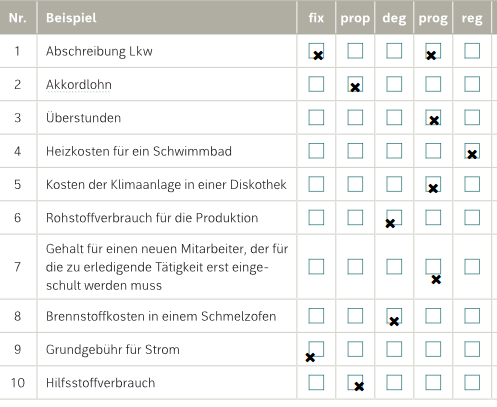 Nr. Beispiel fix prop deg prog reg
1 Abschreibung Lkw
2 Akkordlohn
3 Überstunden
4 Heizkosten für ein Schwimmbad
5 Kosten der Klimaanlage in einer Diskothek
6 Rohstoffverbrauch für die Produktion
7 Gehalt für einen neuen Mitarbeiter, der für
die zu erledigende Tätigkeit erst einge-
schult werden muss
8 Brennstoffkosten in einem Schmelzofen
9 Grundgebühr für Strom
10 Hilfsstoffverbrauch